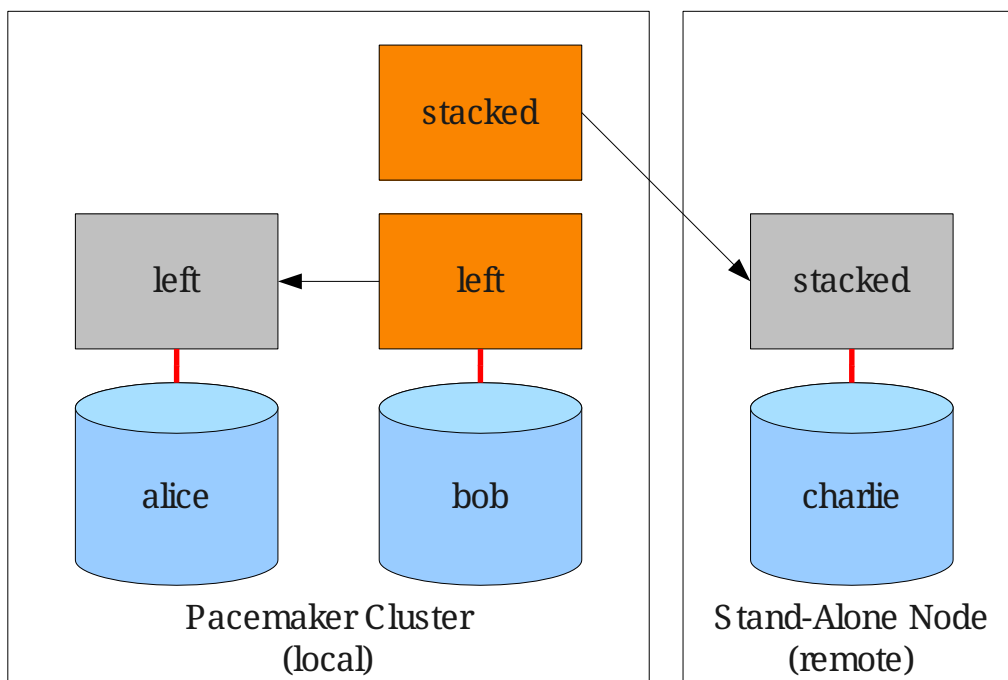 stacked
left
left
stacked
alice
bob
charlie
Pacemaker Cluster
(local)
Stand-Alone Node
(remote)